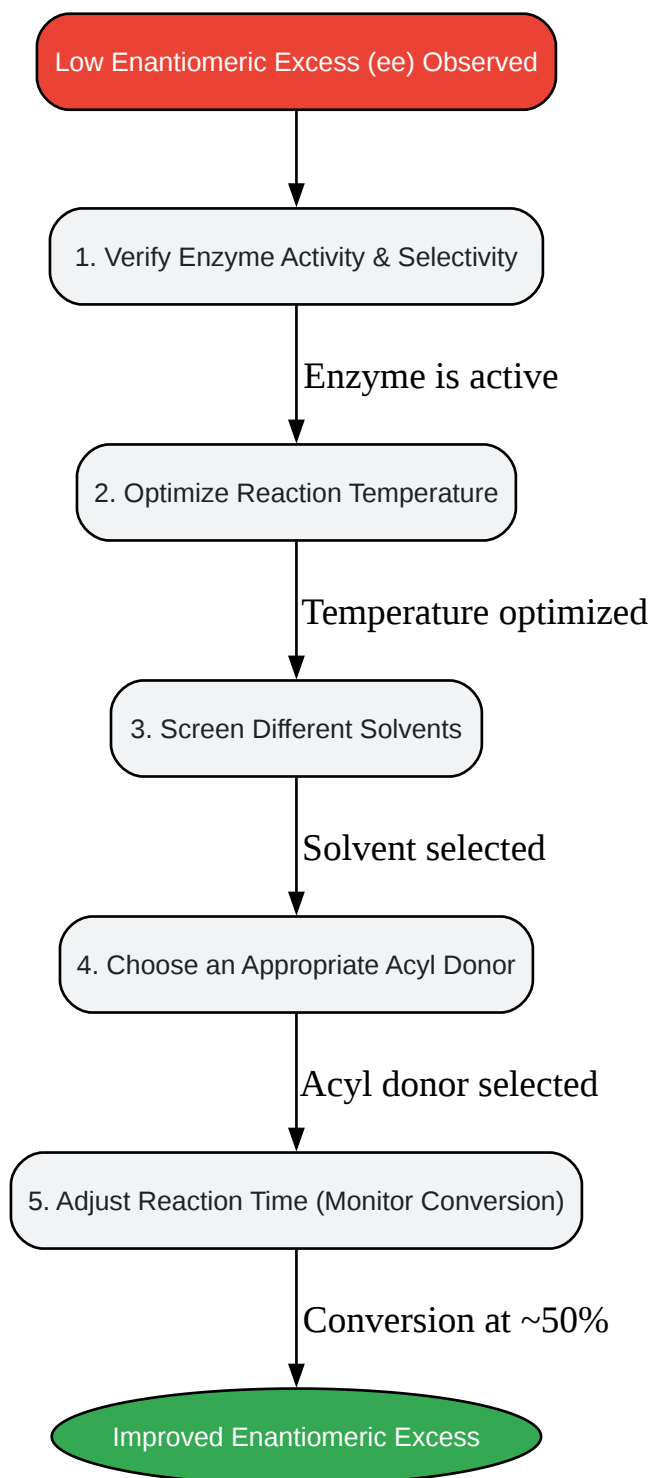 Low Enantiomeric Excess (ee) Observed
1. Verify Enzyme Activity & Selectivity
Enzyme is active
2. Optimize Reaction Temperature
Temperature optimized
3. Screen Different Solvents
Solvent selected
4. Choose an Appropriate Acyl Donor
Acyl donor selected
5. Adjust Reaction Time (Monitor Conversion)
Conversion at ~50%
Improved Enantiomeric Excess